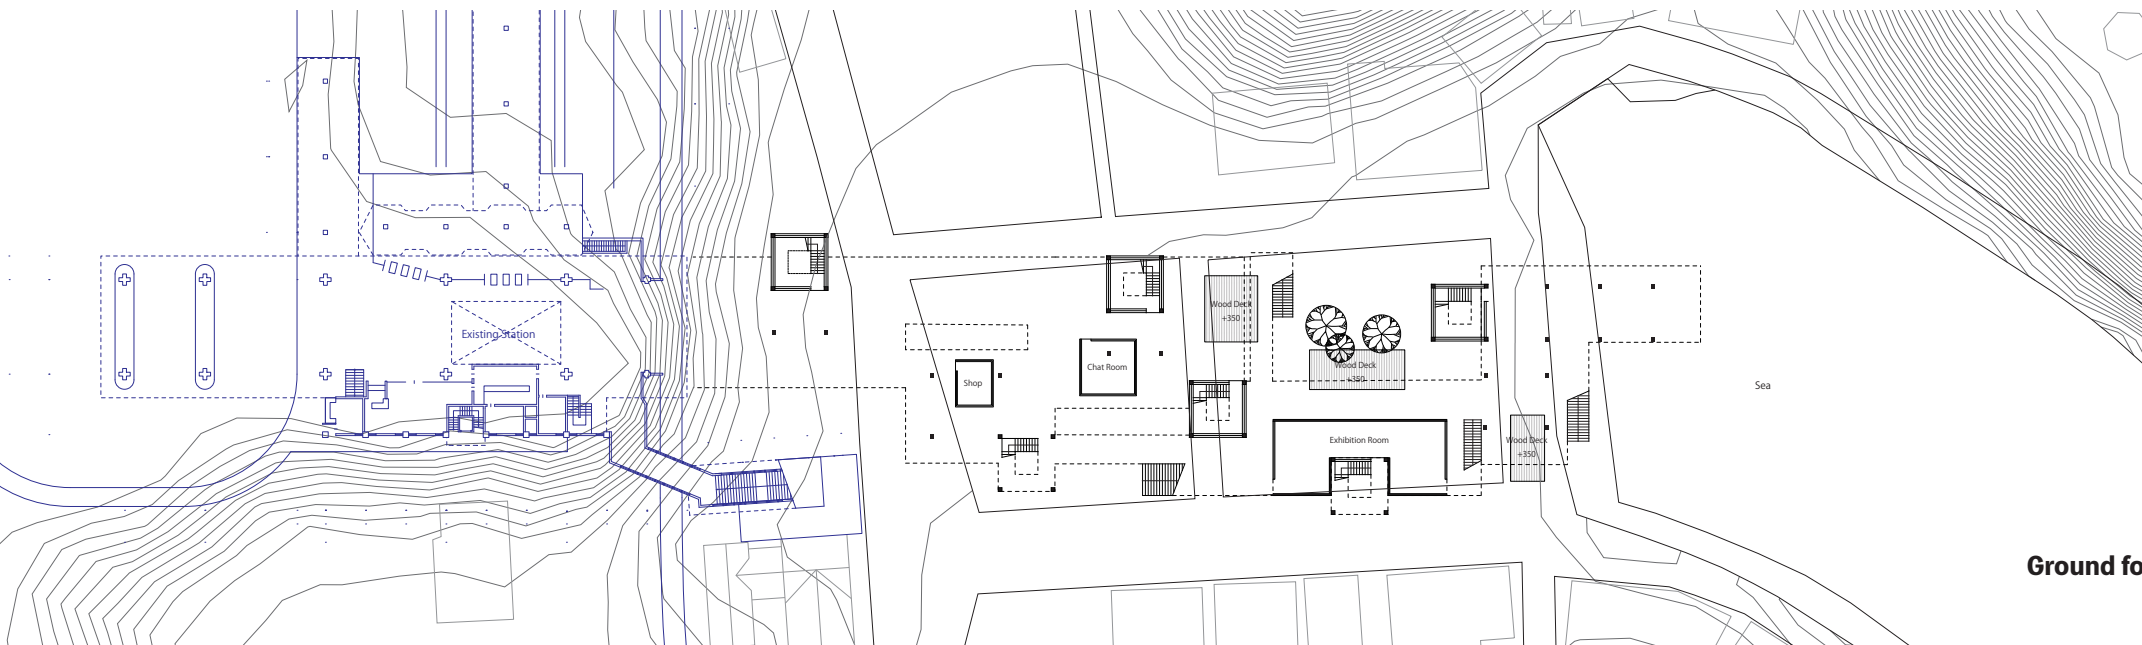 Existing Station
Shop
Chat Room
Wood Deck
+350
Wood Deck
+350
Exhibition Room
Wood Deck
+350
Sea
Ground fo